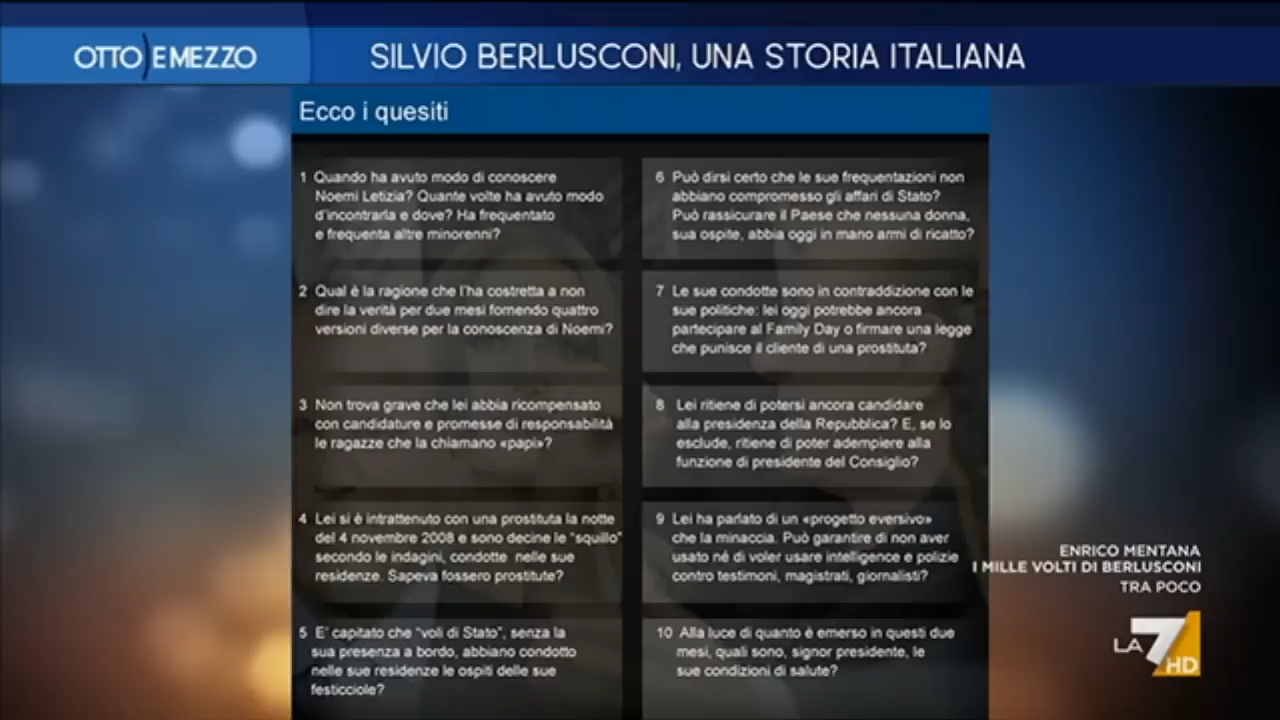 OTTO E MEZZO
SILVIO BERLUSCONI, UNA STORIA ITALIANA
Ecco i quesiti
1 Quando ha avuto modo di conoscere
Noemi Letizia? Quante volte ha avuto modo
d'incontrarla e dove? Ha frequentato
e frequenta altre minorenni?
2 Qual è la ragione che l'ha costretta a non
dire la verità per due mesi fornendo quattro
versioni diverse per la conoscenza di Noemi?
3 Non trova grave che lei abbia ricompensato
con candidature e promesse di responsabilità
le ragazze che la chiamano «papi»?
4 Lei si è intrattenuto con una prostituta la notte
del 4 novembre 2008 e sono decine le "squillo"
secondo le indagini, condotte nelle sue
residenze. Sapeva fossero prostitute?
5 E' capitato che "voli di Stato", senza la
sua presenza a bordo, abbiano condotto
nelle sue residenze le ospiti delle sue
festicciole?
6 Può dirsi certo che le sue frequentazioni non
abbiano compromesso gli affari di Stato?
Può rassicurare il Paese che nessuna donna,
sua ospite, abbia oggi in mano armi di ricatto?
7 Le sue condotte sono in contraddizione con le
sue politiche: lei oggi potrebbe ancora
partecipare al Family Day o firmare una legge
che punisce il cliente di una prostituta?
8 Lei ritiene di potersi ancora candidare
alla presidenza della Repubblica? E, se lo
esclude, ritiene di poter adempiere alla
funzione di presidente del Consiglio?
9 Lei ha parlato di un «progetto eversivo»
che la minaccia. Può garantire di non aver
usato né di voler usare intelligence e polizie
contro testimoni, magistrati, giornalisti?
10 Alla luce di quanto è emerso in questi due
mesi, quali sono, signor presidente, le
sue condizioni di salute?
ENRICO MENTANA
I MILLE VOLTI DI BERLUSCONI
TRA POCO
LA 7 HD